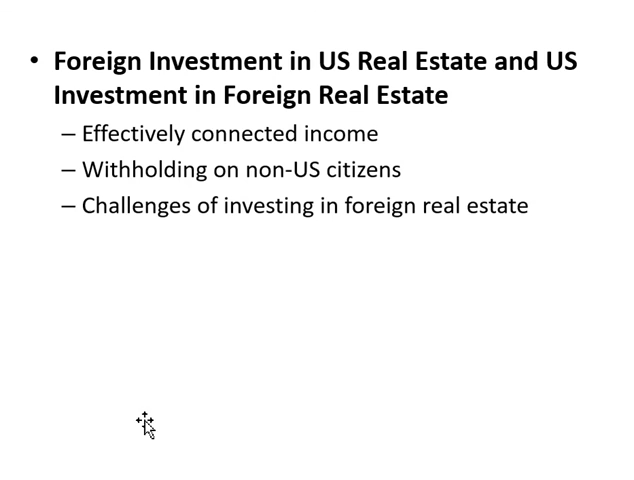 • Foreign Investment in US Real Estate and US
Investment in Foreign Real Estate
– Effectively connected income
– Withholding on non-US citizens
– Challenges of investing in foreign real estate